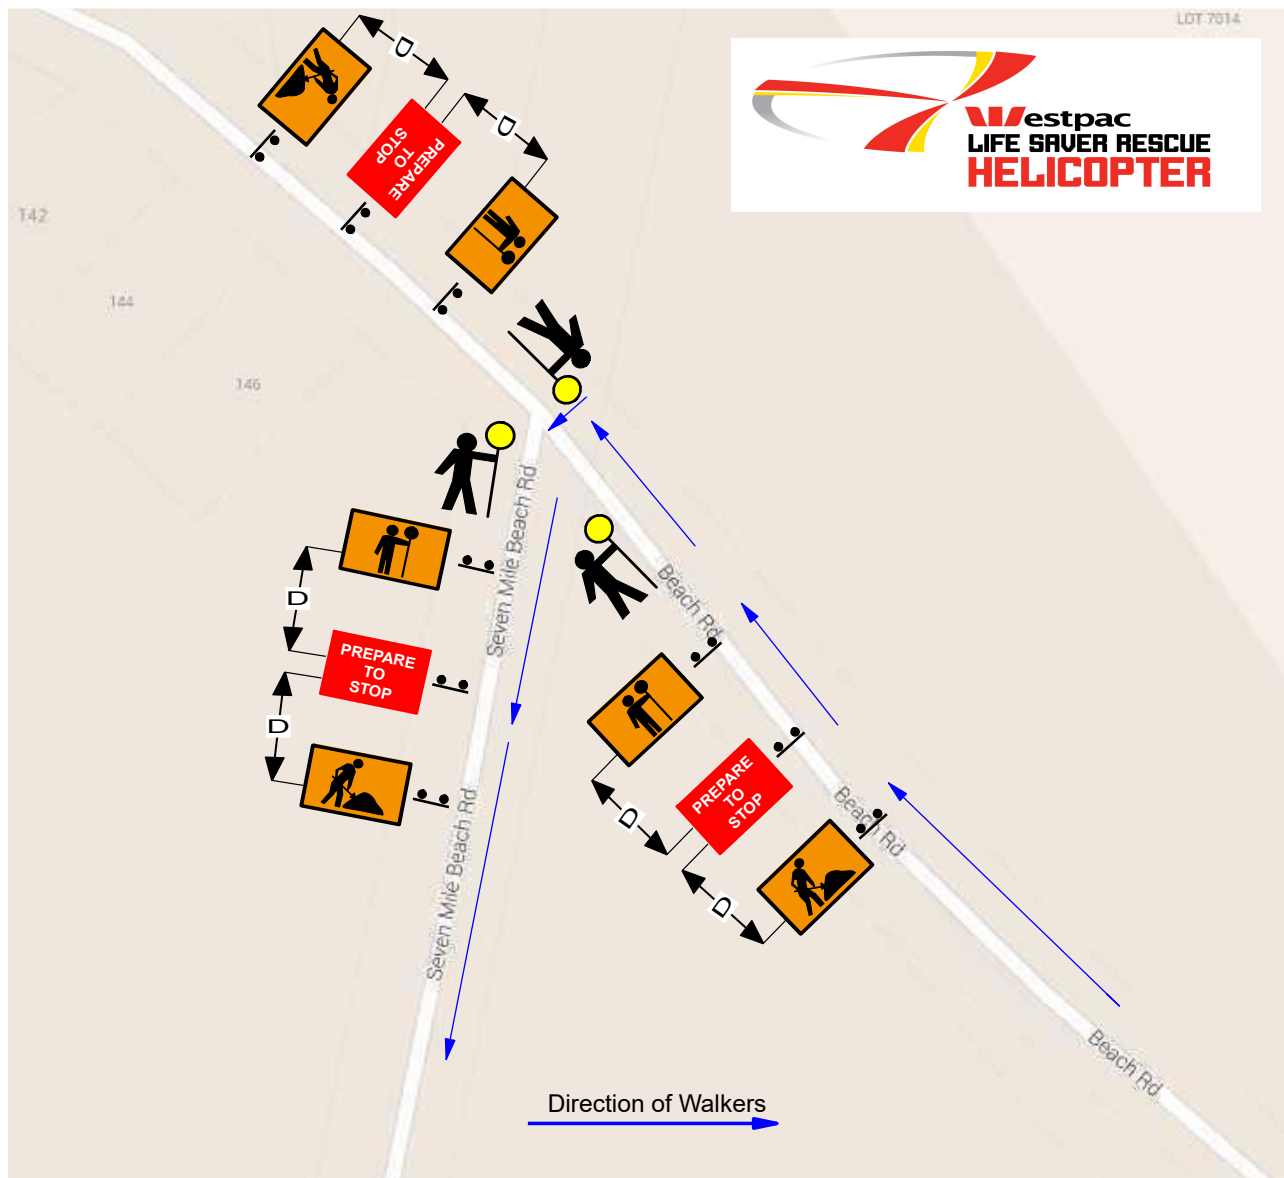 LOT 7014
D
Westpac
LIFE SAVER RESCUE
HELICOPTER
D
PREPARE
TO
STOP
142
144
146
Seven Mile Beach Rd
Beach Rd
D
PREPARE
TO
STOP
D
Seven Mile Beach Rd
Beach Rd
PREPARE
TO
STOP
D
D
Beach Rd
Direction of Walkers